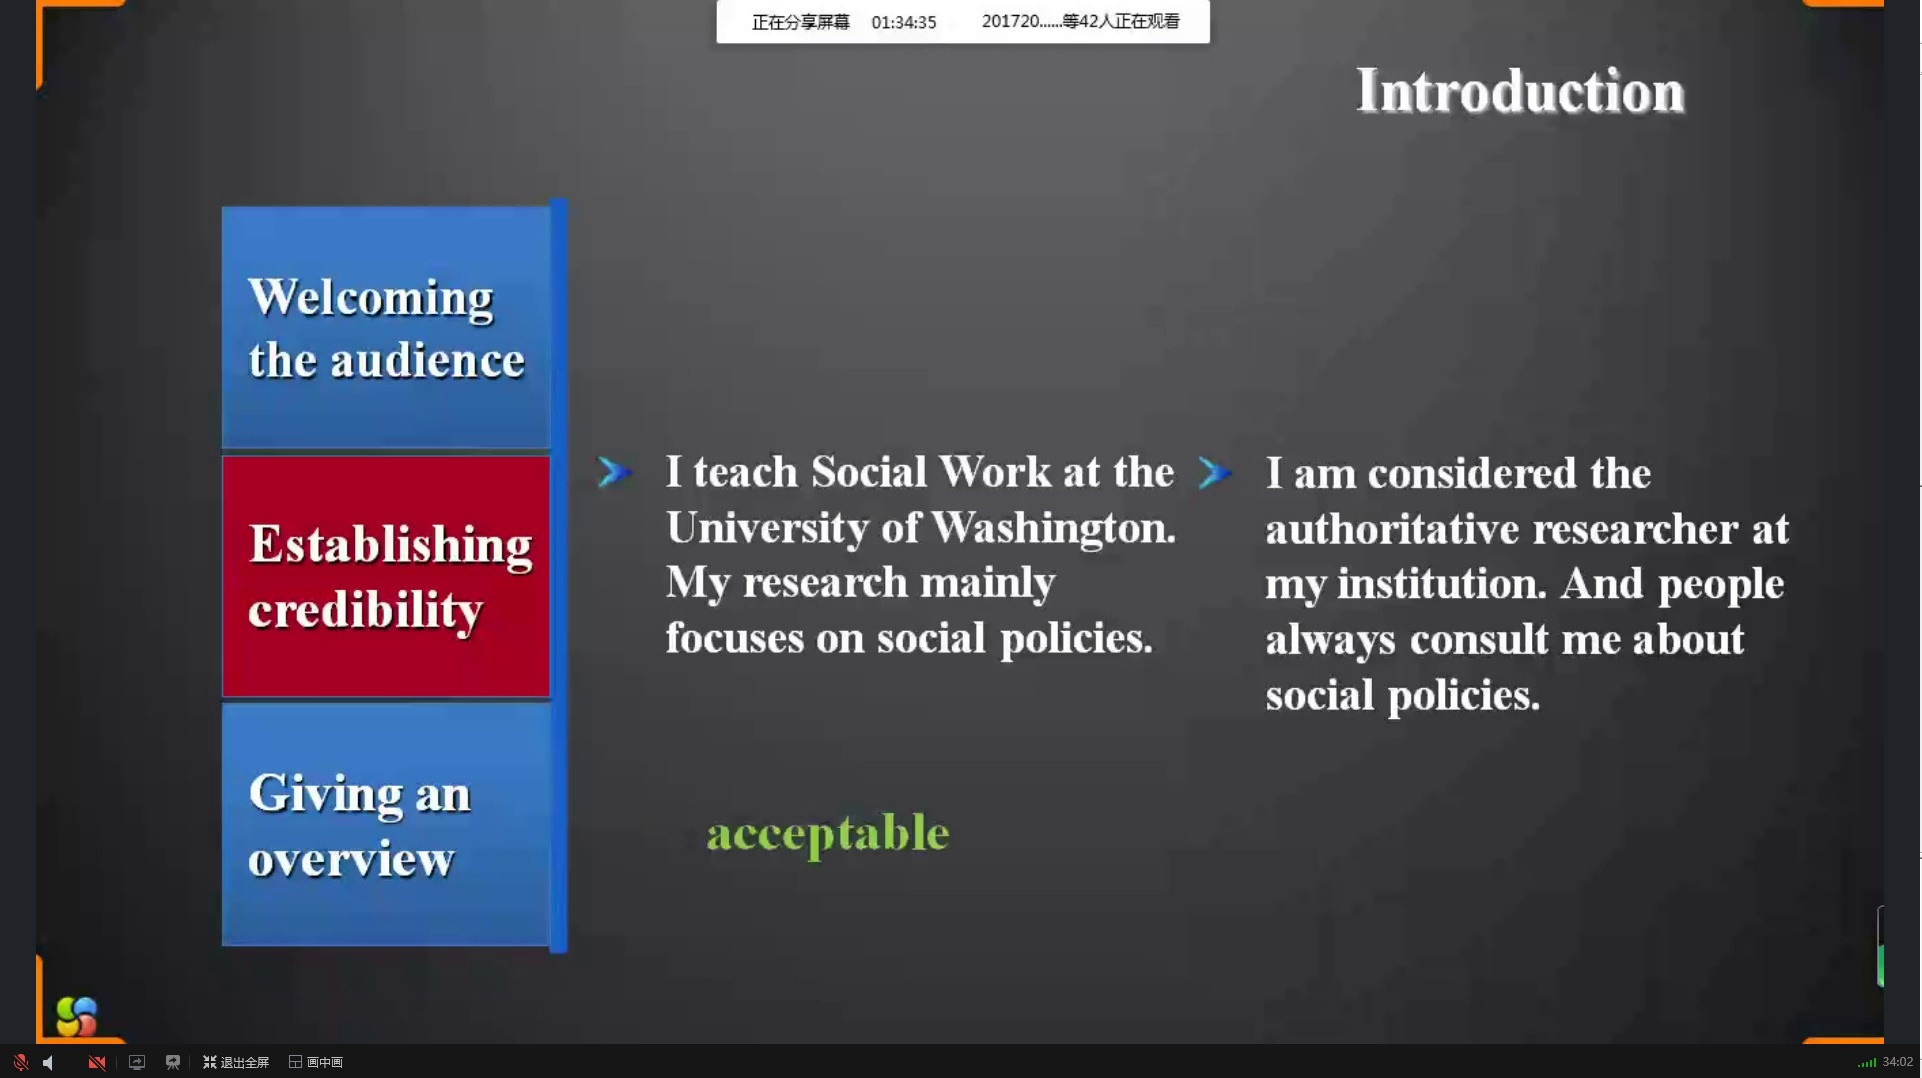 正在分享屏幕 01:34:35 201720......等42人正在观看
Introduction
Welcoming
the audience
Establishing
credibility
Giving an
overview
I teach Social Work at the
University of Washington.
My research mainly
focuses on social policies.
acceptable
I am considered the
authoritative researcher at
my institution. And people
always consult me about
social policies.
退出全屏 画中画
34:02